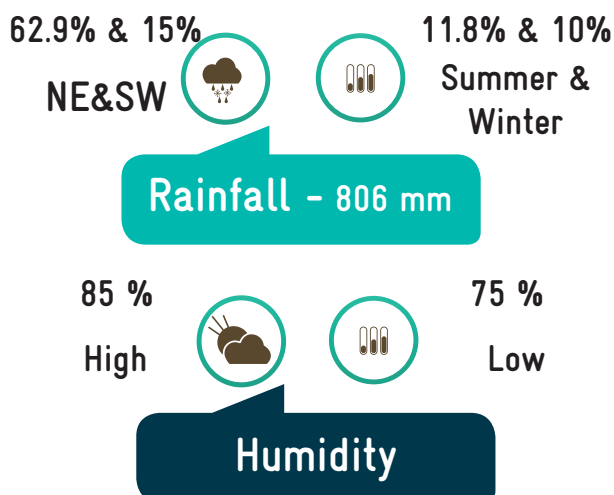 62.9% & 15%
NE&SW
11.8% & 10%
Summer &
Winter
Rainfall - 806 mm
85 %
High
75 %
Low
Humidity